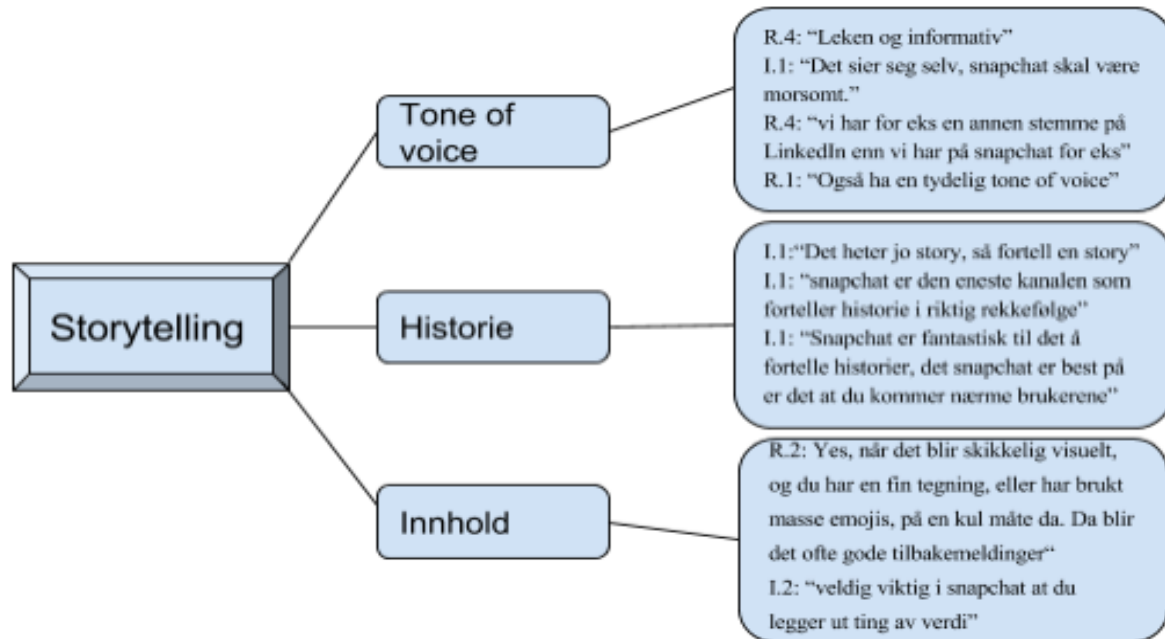 Storytelling
Tone of
voice
R.4: “Leken og informativ”
I.1: “Det sier seg selv, snapchat skal være
morsomt.”
R.4: “vi har for eks en annen stemme på
LinkedIn enn vi har på snapchat for eks”
R.1: “Også ha en tydelig tone of voice”
Historie
I.1:“Det heter jo story, så fortell en story”
I.1: “snapchat er den eneste kanalen som
forteller historie i riktig rekkefølge”
I.1: “Snapchat er fantastisk til det å
fortelle historier, det snapchat er best på
er det at du kommer nærme brukerene”
Innhold
R.2: Yes, når det blir skikkelig visuelt,
og du har en fin tegning, eller har brukt
masse emojis, på en kul måte da. Da blir
det ofte gode tilbakemeldinger“
I.2: “veldig viktig i snapchat at du
legger ut ting av verdi”